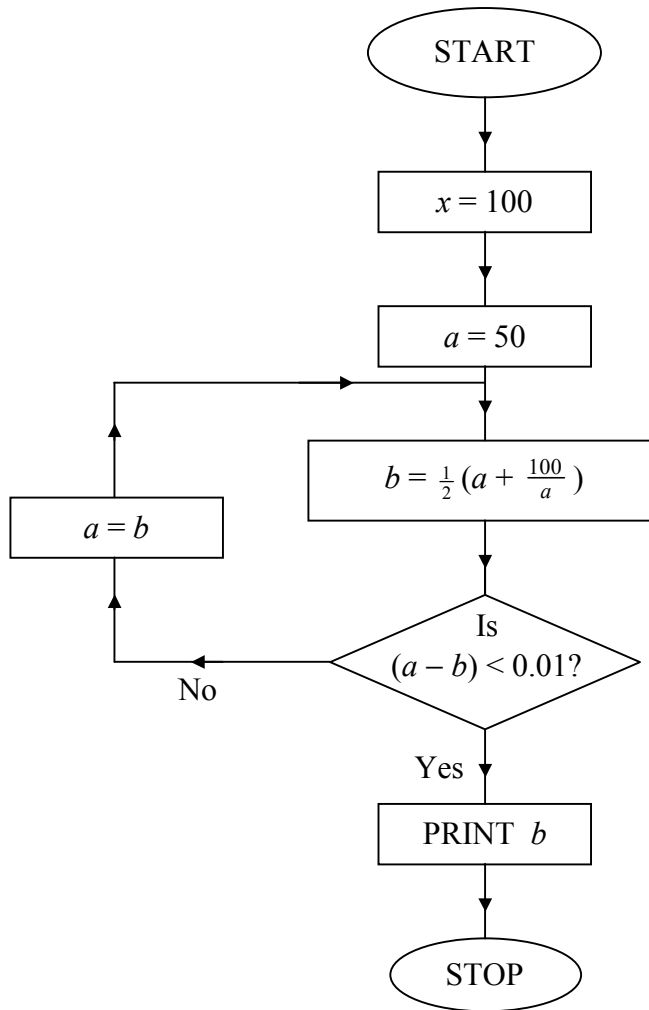 START
x = 100
a = 50
b = ½ (a + 100/a )
a = b
Is
(a – b) < 0.01?
No
Yes
PRINT b
STOP